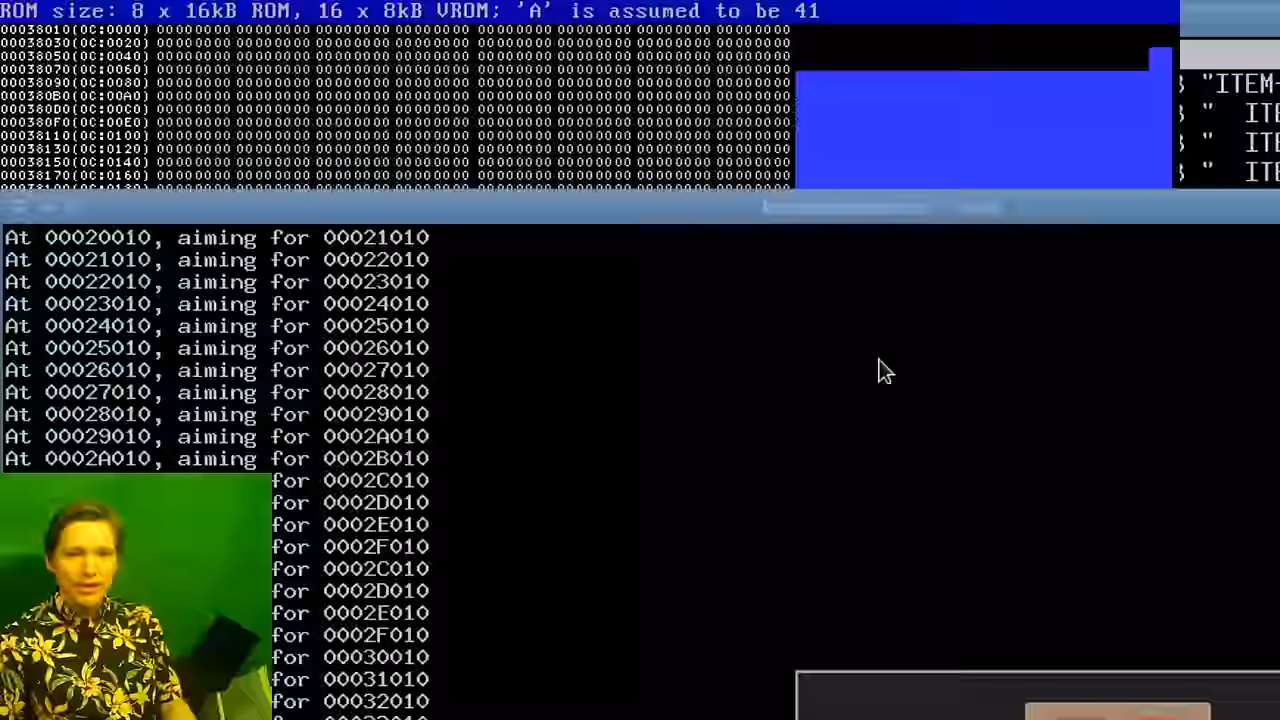 ROM size: 8 x 16kB ROM, 16 x 8kB VROM; 'A' is assumed to be 41
00038010(0C:0000) 00000000 00000000 00000000 00000000 00000000 00000000 00000000 00000000
00038030(0C:0020) 00000000 00000000 00000000 00000000 00000000 00000000 00000000 00000000
00038050(0C:0040) 00000000 00000000 00000000 00000000 00000000 00000000 00000000 00000000
00038070(0C:0060) 00000000 00000000 00000000 00000000 00000000 00000000 00000000 00000000
00038090(0C:0080) 00000000 00000000 00000000 00000000 00000000 00000000 00000000 00000000
000380B0(0C:00A0) 00000000 00000000 00000000 00000000 00000000 00000000 00000000 00000000
000380D0(0C:00C0) 00000000 00000000 00000000 00000000 00000000 00000000 00000000 00000000
000380F0(0C:00E0) 00000000 00000000 00000000 00000000 00000000 00000000 00000000 00000000
00038110(0C:0100) 00000000 00000000 00000000 00000000 00000000 00000000 00000000 00000000
00038130(0C:0120) 00000000 00000000 00000000 00000000 00000000 00000000 00000000 00000000
00038150(0C:0140) 00000000 00000000 00000000 00000000 00000000 00000000 00000000 00000000
00038170(0C:0160) 00000000 00000000 00000000 00000000 00000000 00000000 00000000 00000000
"ITEM-
" ITE
" ITE
" ITE
At 00020010, aiming for 00021010
At 00021010, aiming for 00022010
At 00022010, aiming for 00023010
At 00023010, aiming for 00024010
At 00024010, aiming for 00025010
At 00025010, aiming for 00026010
At 00026010, aiming for 00027010
At 00027010, aiming for 00028010
At 00028010, aiming for 00029010
At 00029010, aiming for 0002A010
At 0002A010, aiming for 0002B010
for 0002C010
for 0002D010
for 0002E010
for 0002F010
for 0002C010
for 0002D010
for 0002E010
for 0002F010
for 00030010
for 00031010
for 00032010